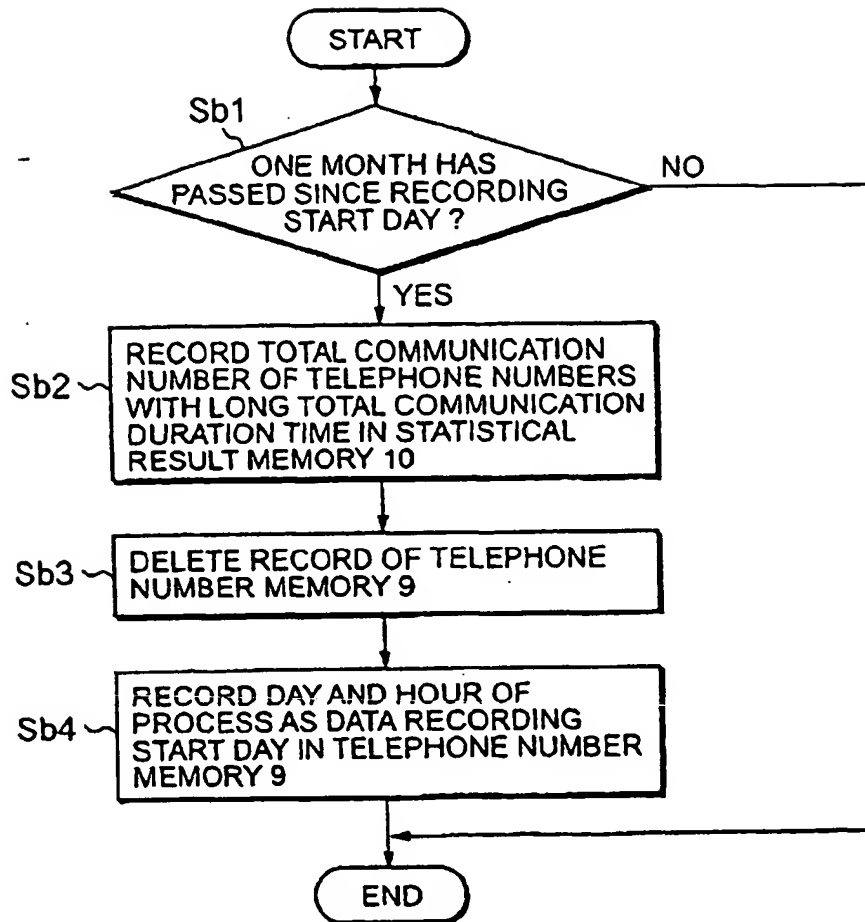 START
Sb1
ONE MONTH HAS
PASSED SINCE RECORDING
START DAY ?
NO
YES
Sb2
RECORD TOTAL COMMUNICATION
NUMBER OF TELEPHONE NUMBERS
WITH LONG TOTAL COMMUNICATION
DURATION TIME IN STATISTICAL
RESULT MEMORY 10
Sb3
DELETE RECORD OF TELEPHONE
NUMBER MEMORY 9
Sb4
RECORD DAY AND HOUR OF
PROCESS AS DATA RECORDING
START DAY IN TELEPHONE NUMBER
MEMORY 9
END